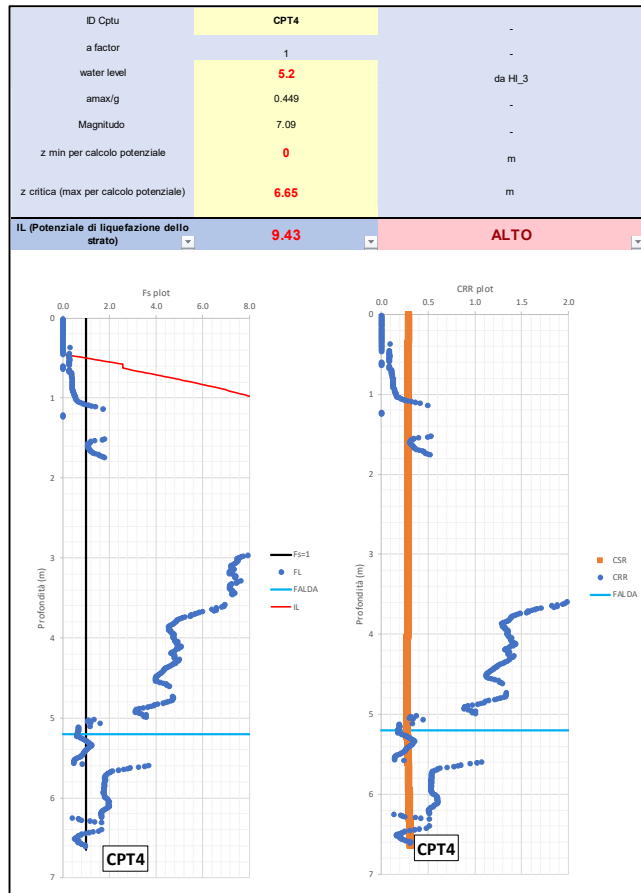 ID Cptu CPT4 -
a factor 1 -
water level 5.2 da HI_3
amax/g 0.449 -
Magnitudo 7.09 -
z min per calcolo potenziale 0 m
z critica (max per calcolo potenziale) 6.65 m
IL (Potenziale di liquefazione dello
strato) 9.43 ALTO
Fs plot
0.0 2.0 4.0 6.0 8.0
0
1
2
3
4
5
6
7
Profondità (m)
Fs=1
FL
FALDA
IL
CPT4
CRR plot
0.0 0.5 1.0 1.5 2.0
0
1
2
3
4
5
6
7
Profondità (m)
CSR
CRR
FALDA
CPT4